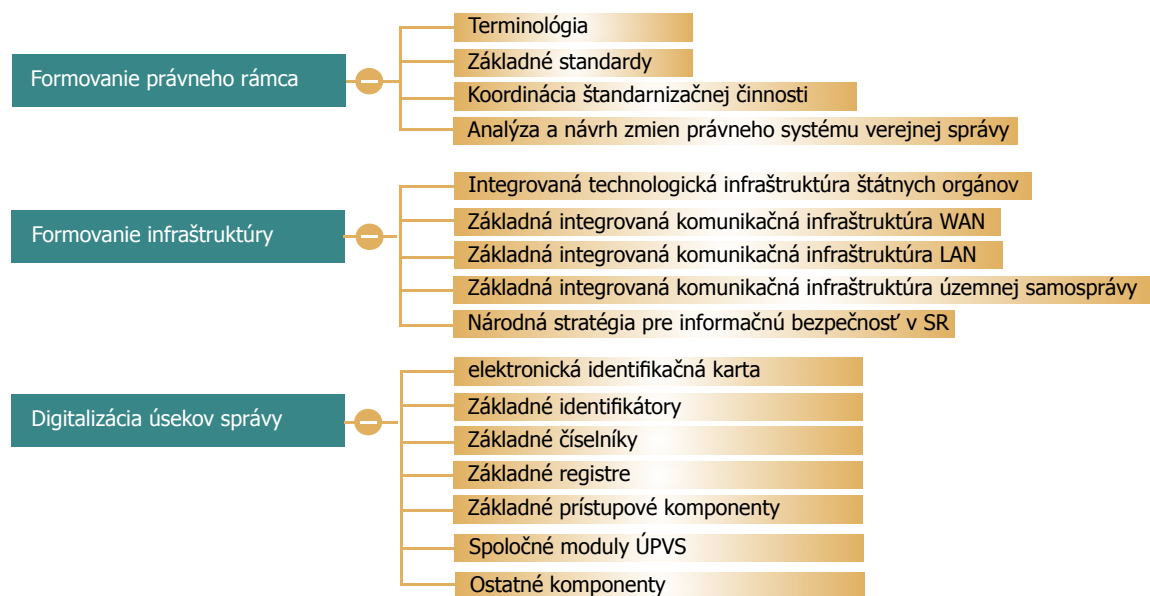 Formovanie právneho rámca
Terminológia
Základné standardy
Koordinácia štandarnizačnej činnosti
Analýza a návrh zmien právneho systému verejnej správy
Formovanie infraštruktúry
Integrovaná technologická infraštruktúra štátnych orgánov
Základná integrovaná komunikačná infraštruktúra WAN
Základná integrovaná komunikačná infraštruktúra LAN
Základná integrovaná komunikačná infraštruktúra územnej samosprávy
Národná stratégia pre informačnú bezpečnosť v SR
Digitalizácia úsekov správy
elektronická identifikačná karta
Základné identifikátory
Základné číselníky
Základné registre
Základné prístupové komponenty
Spoločné moduly ÚPVS
Ostatné komponenty